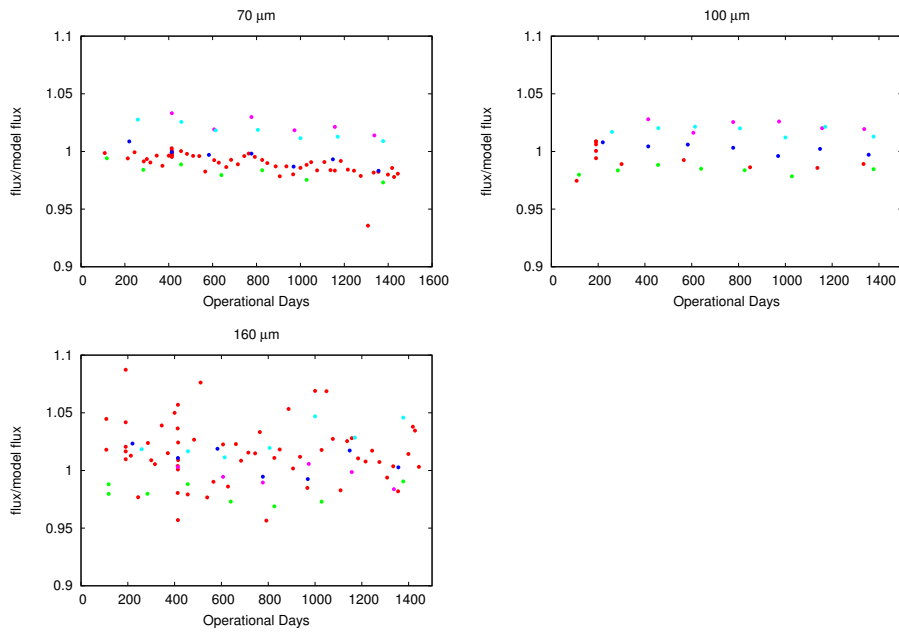 70 μm
1.1
1.05
1
0.95
0.9
flux/model flux
0 200 400 600 800 1000 1200 1400 1600
Operational Days
100 μm
1.1
1.05
1
0.95
0.9
flux/model flux
0 200 400 600 800 1000 1200 1400
Operational Days
160 μm
1.1
1.05
1
0.95
0.9
flux/model flux
0 200 400 600 800 1000 1200 1400
Operational Days